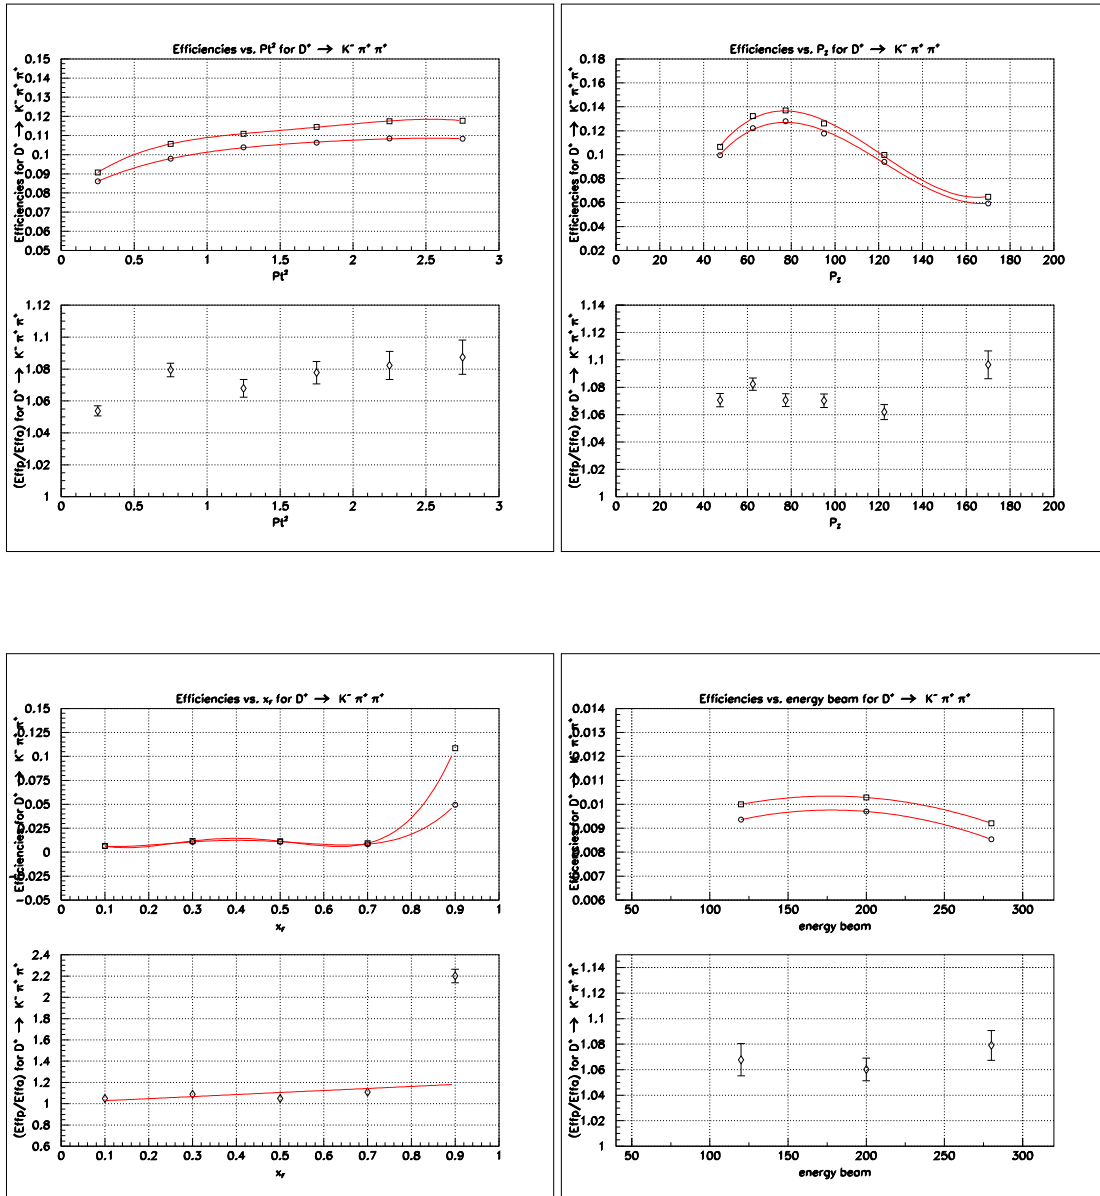 Efficiencies vs. Pt² for D⁺ → K⁻ π⁺ π⁺
Efficiencies for D⁺ → K⁻ π⁺ π⁺
0.15
0.14
0.13
0.12
0.11
0.1
0.09
0.08
0.07
0.06
0.05
0 0.5 1 1.5 2 2.5 3
Pt²
(Effp/Effa) for D⁺ → K⁻ π⁺ π⁺
1.12
1.1
1.08
1.06
1.04
1.02
1
0 0.5 1 1.5 2 2.5 3
Pt²
Efficiencies vs. P_z for D⁺ → K⁻ π⁺ π⁺
Efficiencies for D⁺ → K⁻ π⁺ π⁺
0.18
0.16
0.14
0.12
0.1
0.08
0.06
0.04
0.02
0 20 40 60 80 100 120 140 160 180 200
P_z
(Effp/Effa) for D⁺ → K⁻ π⁺ π⁺
1.14
1.12
1.1
1.08
1.06
1.04
1.02
1
0 20 40 60 80 100 120 140 160 180 200
P_z
Efficiencies vs. x_F for D⁺ → K⁻ π⁺ π⁺
Efficiencies for D⁺ → K⁻ π⁺ π⁺
0.15
0.125
0.1
0.075
0.05
0.025
0
-0.025
-0.05
0 0.1 0.2 0.3 0.4 0.5 0.6 0.7 0.8 0.9 1
x_F
(Effp/Effa) for D⁺ → K⁻ π⁺ π⁺
2.4
2.2
2
1.8
1.6
1.4
1.2
1
0.8
0.6
0 0.1 0.2 0.3 0.4 0.5 0.6 0.7 0.8 0.9 1
x_F
Efficiencies vs. energy beam for D⁺ → K⁻ π⁺ π⁺
Efficiencies for D⁺ → K⁻ π⁺ π⁺
0.014
0.013
0.012
0.011
0.01
0.009
0.008
0.007
0.006
50 100 150 200 250 300
energy beam
(Effp/Effa) for D⁺ → K⁻ π⁺ π⁺
1.14
1.12
1.1
1.08
1.06
1.04
1.02
1
50 100 150 200 250 300
energy beam